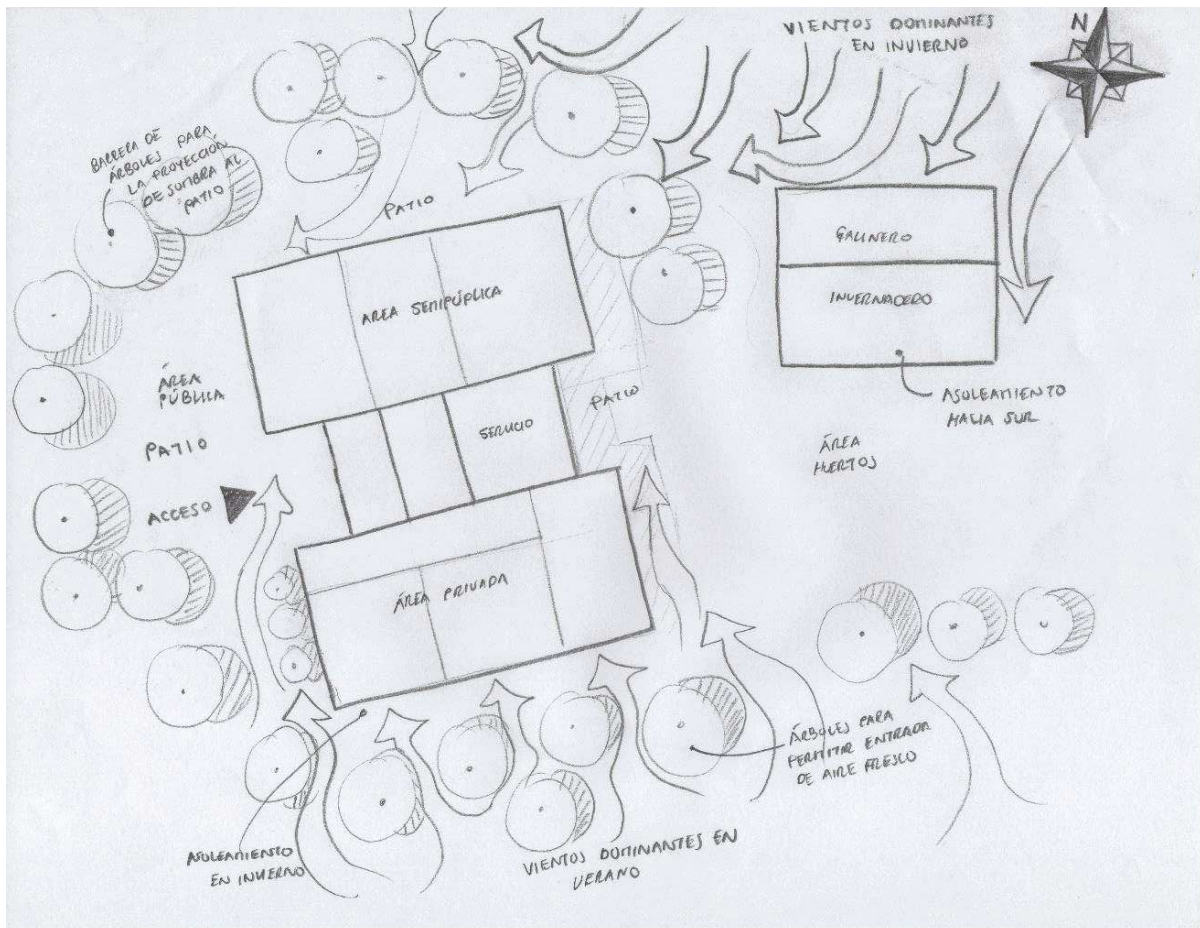 VIENTOS DOMINANTES
EN INVIERNO
N
BARRERA DE
ÁRBOLES PARA
LA PROYECCIÓN
DE SOMBRA AL
PATIO
PATIO
GALINERO
INVERNADERO
AREA SEMIPÚBLICA
ÁREA
PÚBLICA
PATIO
PATIO
SERVICIO
ASOLEAMIENTO
HACIA SUR
ÁREA
HUERTOS
ACCESO
ÁREA PRIVADA
ÁRBOLES PARA
PERMITIR ENTRADA
DE AIRE FRESCO
ASOLEAMIENTO
EN INVIERNO
VIENTOS DOMINANTES EN
VERANO